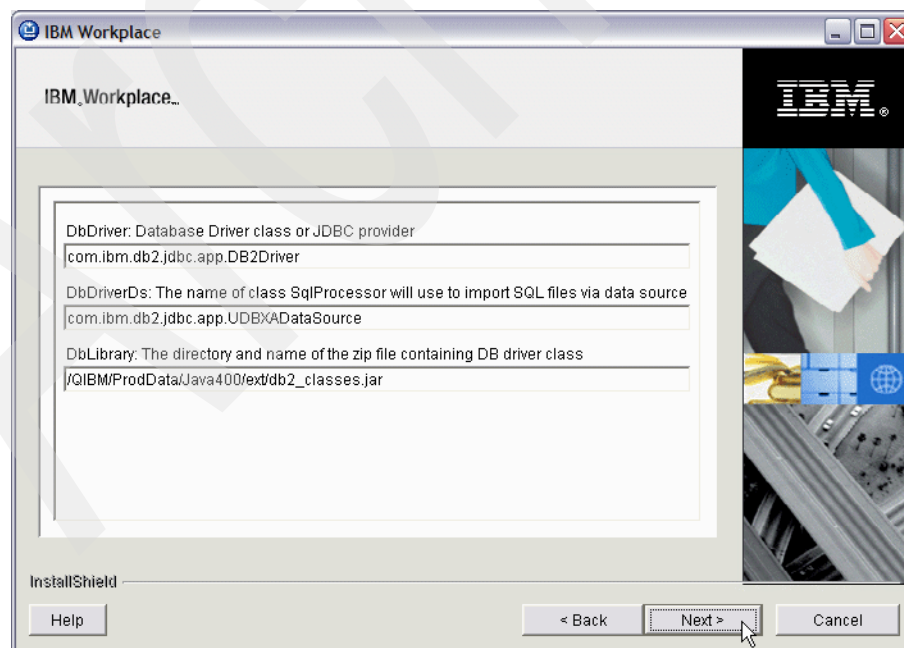 IBM Workplace
IBM Workplace
IBM
DbDriver: Database Driver class or JDBC provider
com.ibm.db2.jdbc.app.DB2Driver
DbDriverDs: The name of class SqlProcessor will use to import SQL files via data source
com.ibm.db2.jdbc.app.UDBXADataSource
DbLibrary: The directory and name of the zip file containing DB driver class
/QIBM/ProdData/Java400/ext/db2_classes.jar
InstallShield
Help
< Back
Next >
Cancel